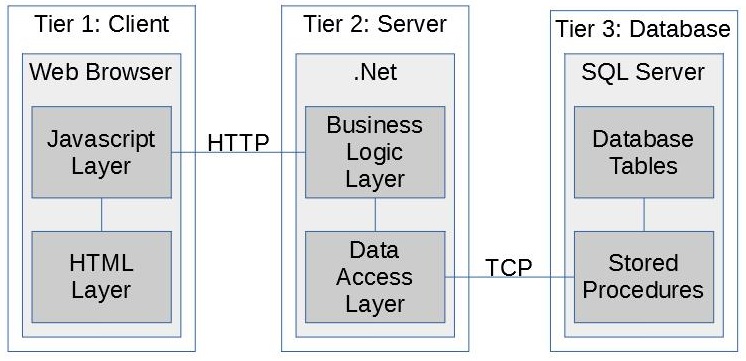 Tier 1: Client
Web Browser
Javascript
Layer
HTML
Layer
HTTP
Tier 2: Server
.Net
Business
Logic
Layer
Data
Access
Layer
TCP
Tier 3: Database
SQL Server
Database
Tables
Stored
Procedures